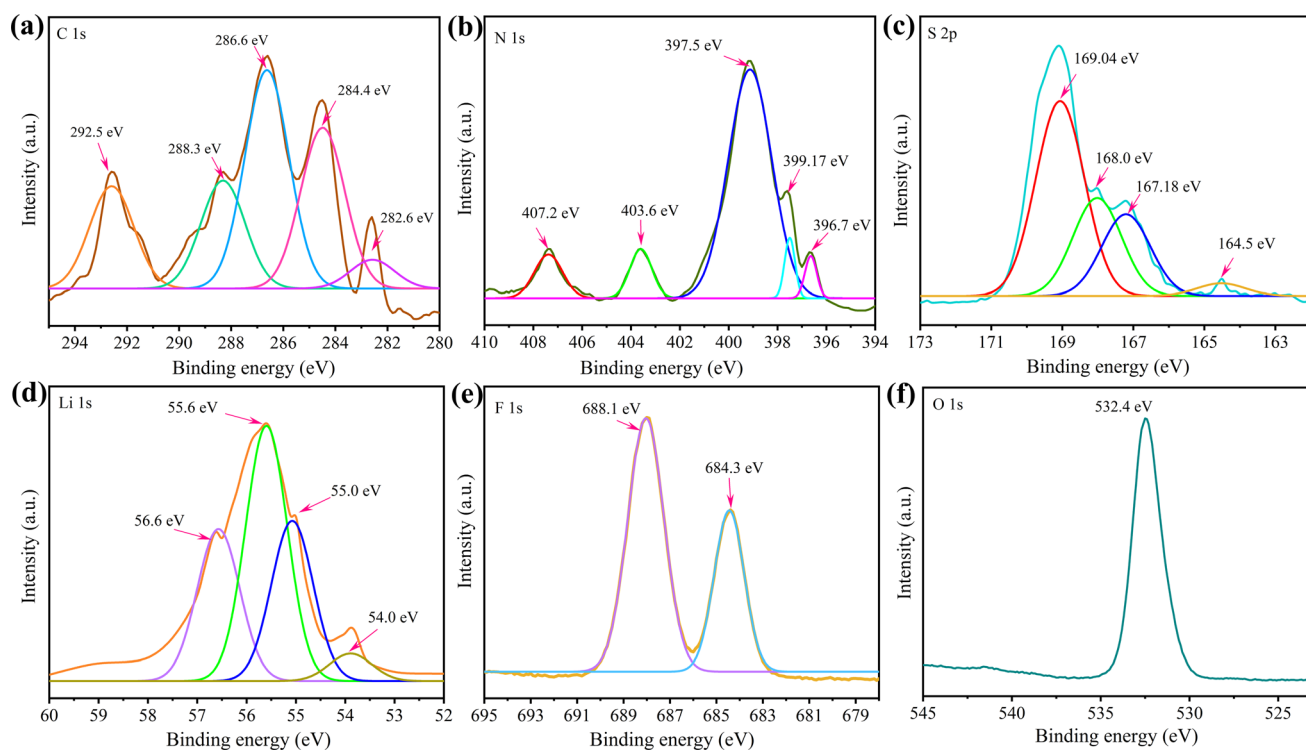 (a)
C 1s
292.5 eV
288.3 eV
286.6 eV
284.4 eV
282.6 eV
Intensity (a.u.)
294 292 290 288 286 284 282 280
Binding energy (eV)
(b)
N 1s
407.2 eV
403.6 eV
397.5 eV
399.17 eV
396.7 eV
Intensity (a.u.)
410 408 406 404 402 400 398 396 394
Binding energy (eV)
(c)
S 2p
169.04 eV
168.0 eV
167.18 eV
164.5 eV
Intensity (a.u.)
173 171 169 167 165 163
Binding energy (eV)
(d)
Li 1s
56.6 eV
55.6 eV
55.0 eV
54.0 eV
Intensity (a.u.)
60 59 58 57 56 55 54 53 52
Binding energy (eV)
(e)
F 1s
688.1 eV
684.3 eV
Intensity (a.u.)
695 693 691 689 687 685 683 681 679
Binding energy (eV)
(f)
O 1s
532.4 eV
Intensity (a.u.)
545 540 535 530 525
Binding energy (eV)